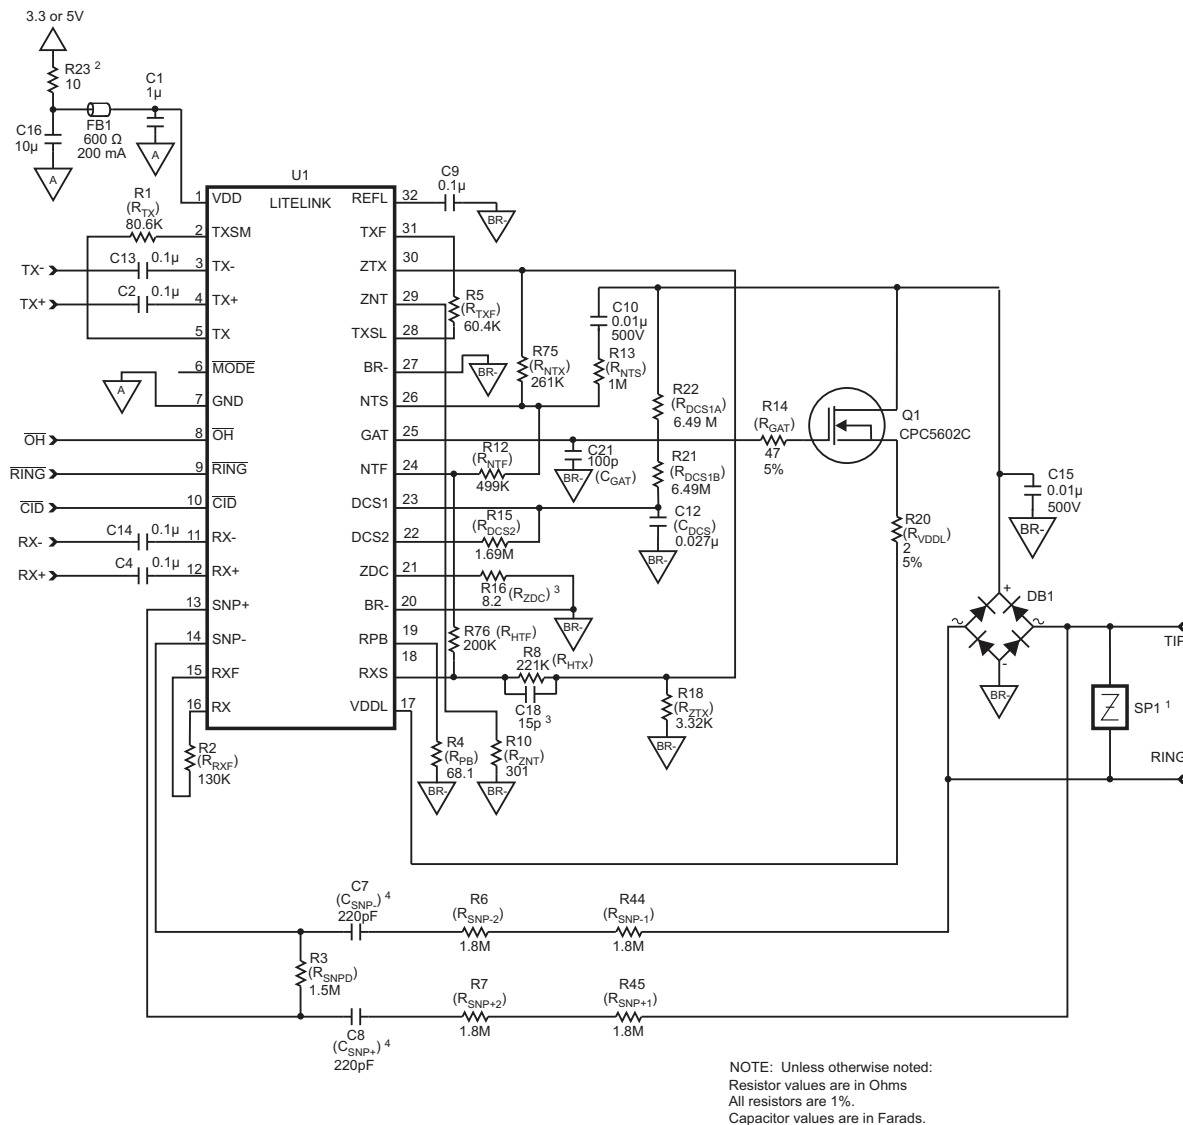 3.3 or 5V
R23 2
10
C1
1µ
C16
10µ
FB1
600 Ω
200 mA
A
A
U1
LITELINK
R1
(RTX)
80.6K
C9
0.1µ
BR-
1 VDD
2 TXSM
3 TX-
4 TX+
5 TX
6 MODE
7 GND
8 OH
9 RING
10 CID
11 RX-
12 RX+
13 SNP+
14 SNP-
15 RXF
16 RX
REFL 32
TXF 31
ZTX 30
ZNT 29
TXSL 28
BR- 27
NTS 26
GAT 25
NTF 24
DCS1 23
DCS2 22
ZDC 21
BR- 20
RPB 19
RXS 18
VDDL 17
TX-
C13 0.1µ
TX+
C2 0.1µ
A
OH
RING
CID
RX-
C14 0.1µ
RX+
C4 0.1µ
R2
(RRXF)
130K
R5
(RTXF)
60.4K
BR-
R75
(RNTX)
261K
C10
0.01µ
500V
R13
(RNTS)
1M
R22
(RDCS1A)
6.49 M
R14
(RGAT)
47
5%
Q1
CPC5602C
R12
(RNTF)
499K
C21
100p
(CGAT)
BR-
R21
(RDCS1B)
6.49M
C15
0.01µ
500V
BR-
R15
(RDCS2)
1.69M
C12
(CDCS)
0.027µ
BR-
R20
(RVDDL)
2
5%
R16 (RZDC) 3
8.2
BR-
R76 (RHTF)
200K
R8
221K (RHTX)
C18
15p 3
R18
(RZTX)
3.32K
BR-
R4
(RPB)
68.1
BR-
R10
(RZNT)
301
BR-
+
DB1
~
~
-
BR-
TIP
SP1 1
RING
C7
(CSNP-) 4
220pF
R6
(RSNP-2)
1.8M
R44
(RSNP-1)
1.8M
R3
(RSNPD)
1.5M
R7
(RSNP+2)
1.8M
R45
(RSNP+1)
1.8M
C8
(CSNP+) 4
220pF
NOTE: Unless otherwise noted:
Resistor values are in Ohms
All resistors are 1%.
Capacitor values are in Farads.